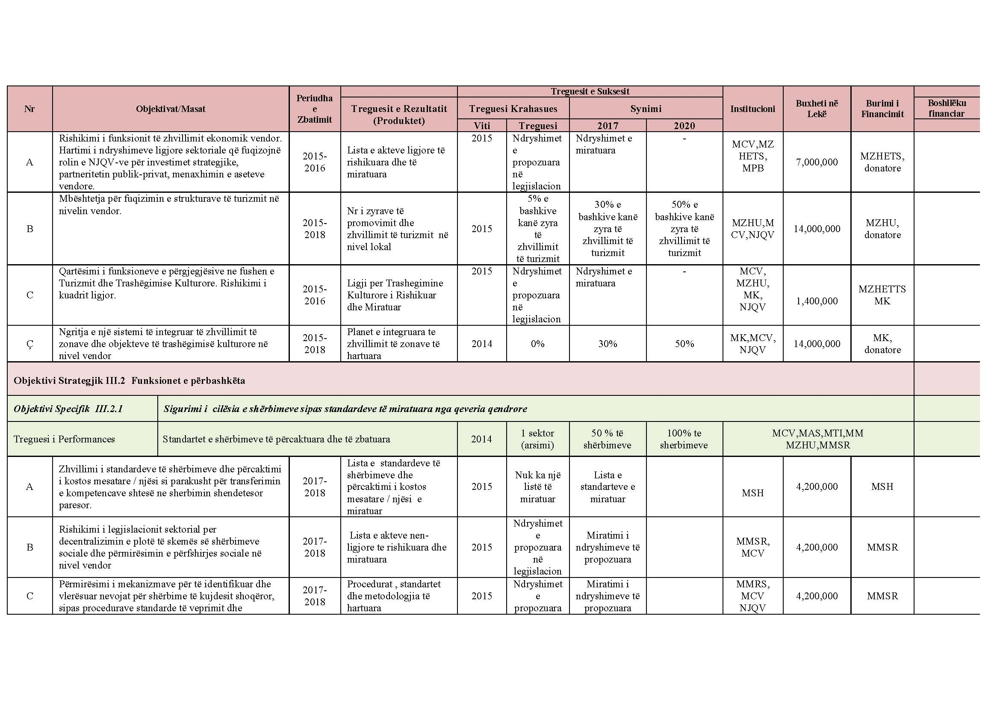 Nr
Objektivat/Masat
Periudha
e
Zbatimit
Treguesit e Rezultatit
(Produktet)
Treguesit e Suksesit
Treguesi Krahasues
Synimi
Viti
Treguesi
2017
2020
Institucioni
Buxheti në
Lekë
Burimi i
Financimit
Boshllëku
financiar
A
Rishikimi i funksionit të zhvillimit ekonomik vendor.
Hartimi i ndryshimeve ligjore sektoriale që fuqizojnë
rolin e NJQV-ve për investimet strategjike,
partneritetin publik-privat, menaxhimin e aseteve
vendore.
2015-
2016
Lista e akteve ligjore të
rishikuara dhe të
miratuara
2015
Ndryshimet
e
propozuara
në
legjislacion
Ndryshimet e
miratuara
-
MCV,MZ
HETS,
MPB
7,000,000
MZHETS,
donatore
B
Mbështetja për fuqizimin e strukturave të turizmit në
nivelin vendor.
2015-
2018
Nr i zyrave të
promovimit dhe
zhvillimit të turizmit në
nivel lokal
2015
5% e
bashkive
kanë zyra
të
zhvillimit
të turizmit
30% e
bashkive kanë
zyra të
zhvillimit të
turizmit
50% e
bashkive kanë
zyra të
zhvillimit të
turizmit
MZHU,M
CV,NJQV
14,000,000
MZHU,
donatore
C
Qartësimi i funksioneve e përgjegjësive ne fushen e
Turizmit dhe Trashëgimise Kulturore. Rishikimi i
kuadrit ligjor.
2015-
2016
Ligji per Trashegimine
Kulturore i Rishikuar
dhe Miratuar
2015
Ndryshimet
e
propozuara
në
legjislacion
Ndryshimet e
miratuara
-
MCV,
MZHU,
MK,
NJQV
1,400,000
MZHETTS
MK
Ç
Ngritja e një sistemi të integruar të zhvillimit të
zonave dhe objekteve të trashëgimisë kulturore në
nivel vendor
2015-
2018
Planet e integruara te
zhvillimit të zonave të
hartuara
2014
0%
30%
50%
MK,MCV,
NJQV
14,000,000
MK,
donatore
Objektivi Strategjik III.2 Funksionet e përbashkëta
Objektivi Specifik III.2.1
Sigurimi i cilësia e shërbimeve sipas standardeve të miratuara nga qeveria qendrore
Treguesi i Performances
Standartet e shërbimeve të përcaktuara dhe të zbatuara
2014
1 sektor
(arsimi)
50 % të
shërbimeve
100% te
sherbimeve
MCV,MAS,MTI,MM
MZHU,MMSR
A
Zhvillimi i standardeve të shërbimeve dhe përcaktimi
i kostos mesatare / njësi si parakusht për transferimin
e kompetencave shtesë ne sherbimin shendetesor
paresor.
2017-
2018
Lista e standardeve të
shërbimeve dhe
përcaktimi i kostos
mesatare / njësi e
miratuar
2015
Nuk ka një
listë të
miratuar
Lista e
standarteve e
miratuar
MSH
4,200,000
MSH
B
Rishikimi i legjislacionit sektorial per
decentralizimin e plotë të skemës së shërbimeve
sociale dhe përmirësimin e përfshirjes sociale në
nivel vendor
2017-
2018
Lista e akteve nen-
ligjore te rishikuara dhe
miratuara
2015
Ndryshimet
e
propozuara
në
legjislacion
Miratimi i
ndryshimeve të
propozuara
MMSR,
MCV
4,200,000
MMSR
C
Përmirësimi i mekanizmave për të identifikuar dhe
vlerësuar nevojat për shërbime të kujdesit shoqëror,
sipas procedurave standarde të veprimit dhe
2017-
2018
Procedurat , standartet
dhe metodologjia të
hartuara
2015
Ndryshimet
e
propozuara
Miratimi i
ndryshimeve të
propozuara
MMRS,
MCV
NJQV
4,200,000
MMSR